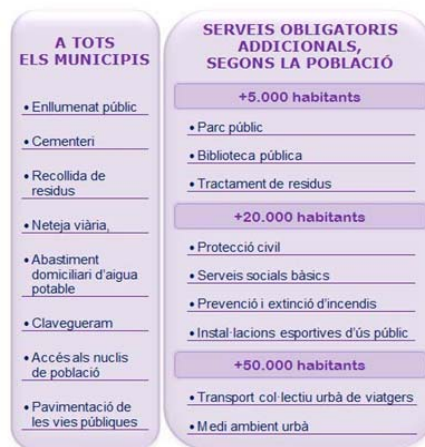 A TOTS
ELS MUNICIPIS
• Enllumenat públic
• Cementeri
• Recollida de
residus
• Neteja viària,
• Abastiment
domiciliari d'aigua
potable
• Clavegueram
• Accés als nuclis
de població
• Pavimentació de
les vies públiques
SERVEIS OBLIGATORIS
ADDICIONALS,
SEGONS LA POBLACIÓ
+5.000 habitants
• Parc públic
• Biblioteca pública
• Tractament de residus
+20.000 habitants
• Protecció civil
• Serveis socials bàsics
• Prevenció i extinció d'incendis
• Instal·lacions esportives d'ús públic
+50.000 habitants
• Transport col·lectiu urbà de viatgers
• Medi ambient urbà